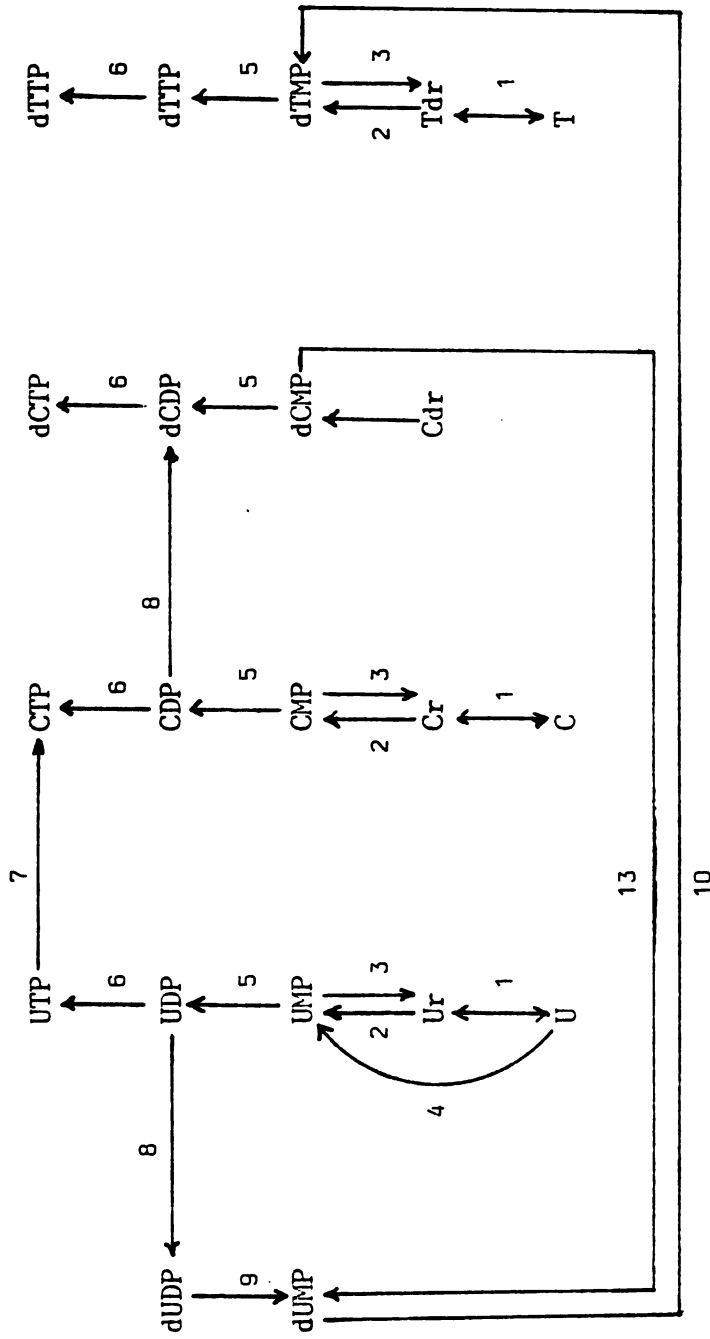 7
UTP CTP dCTP dTTP
6 6 6 6
8 8
dUDP UDP CDP dCDP dTTP
9 5 5 5 5
dUMP UMP CMP dCMP dTMP
2 3 2 3 2 3
4 Ur Cr Cdr Tdr
1 1 1
U C T
13
10